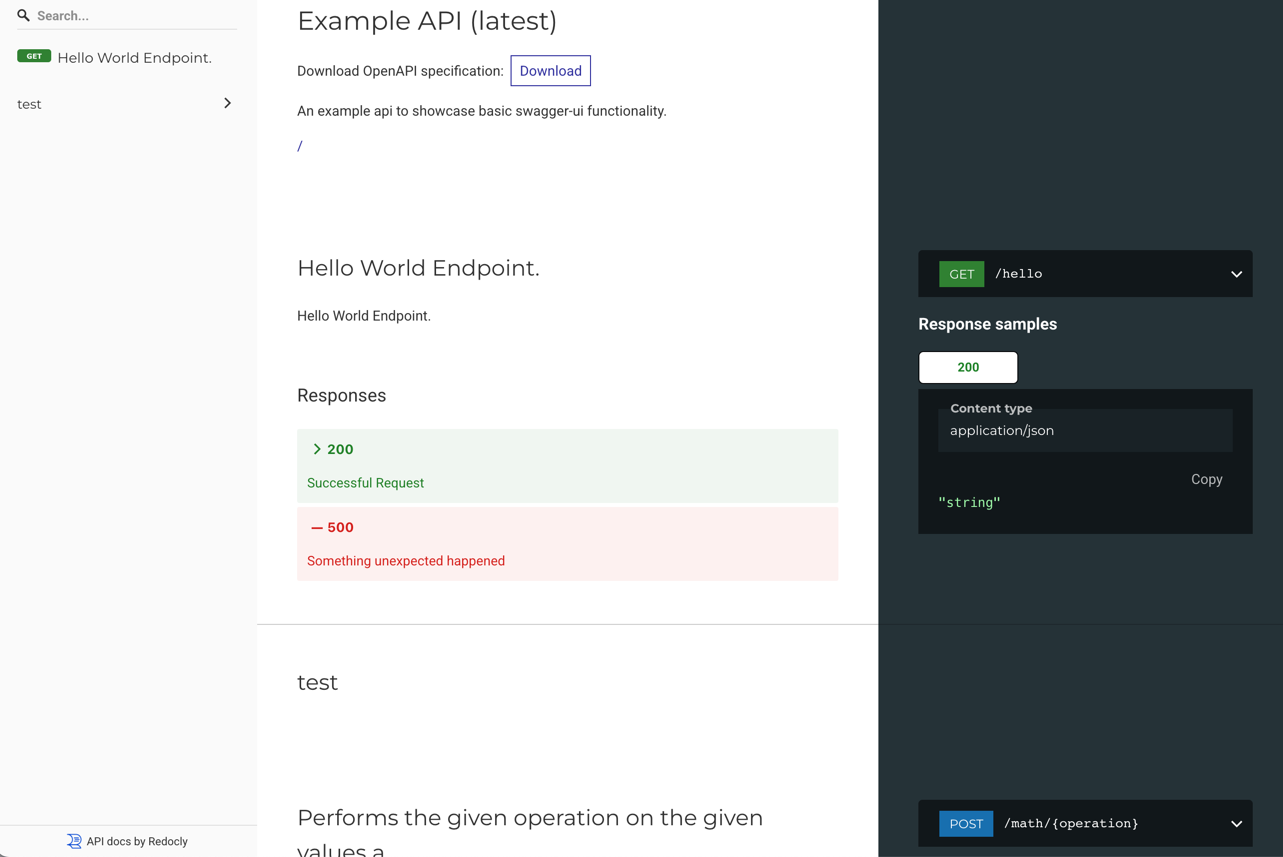 Search...
GET Hello World Endpoint.
test
API docs by Redocly
Example API (latest)
Download OpenAPI specification: Download
An example api to showcase basic swagger-ui functionality.
/
Hello World Endpoint.
Hello World Endpoint.
Responses
200
Successful Request
— 500
Something unexpected happened
test
Performs the given operation on the given
values a
GET /hello
Response samples
200
Content type
application/json
Copy
"string"
POST /math/{operation}